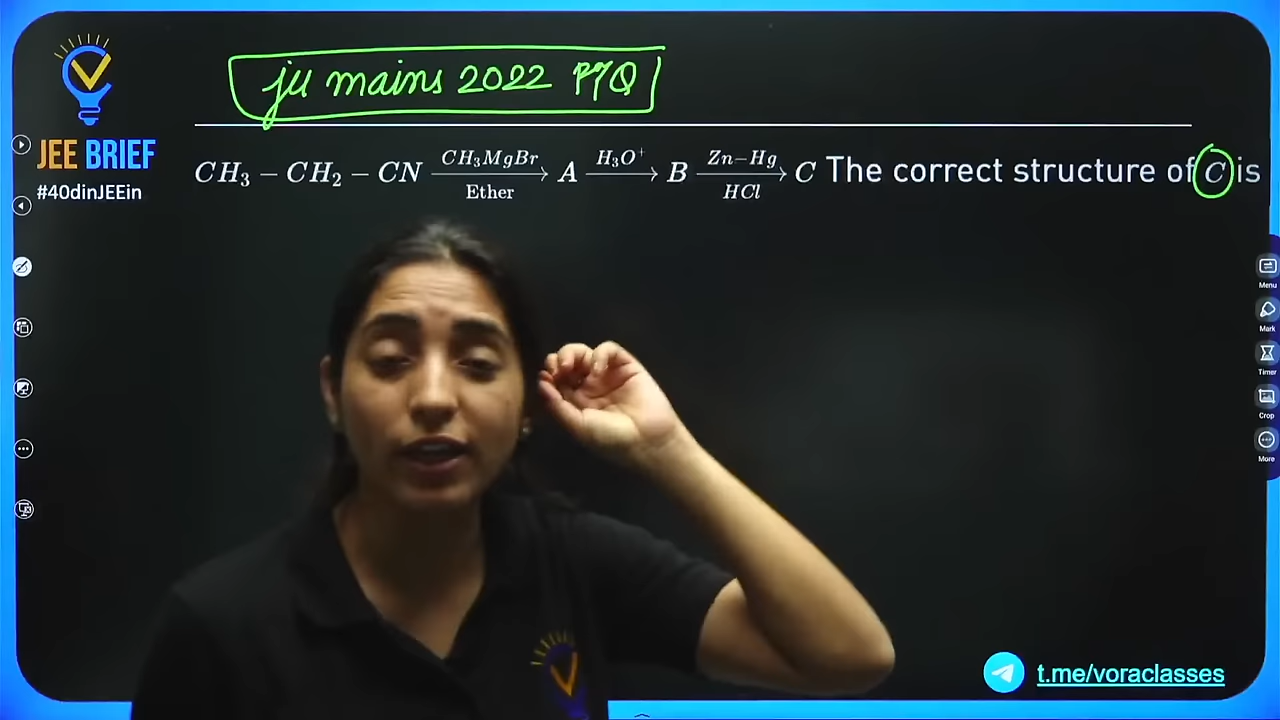 jee mains 2022 PYQ
JEE BRIEF
#40dinJEEin
CH₃ − CH₂ − CN —CH₃MgBr/Ether→ A —H₃O⁺→ B —Zn−Hg/HCl→ C The correct structure of C is
Menu
Mark
Timer
Crop
More
t.me/voraclasses